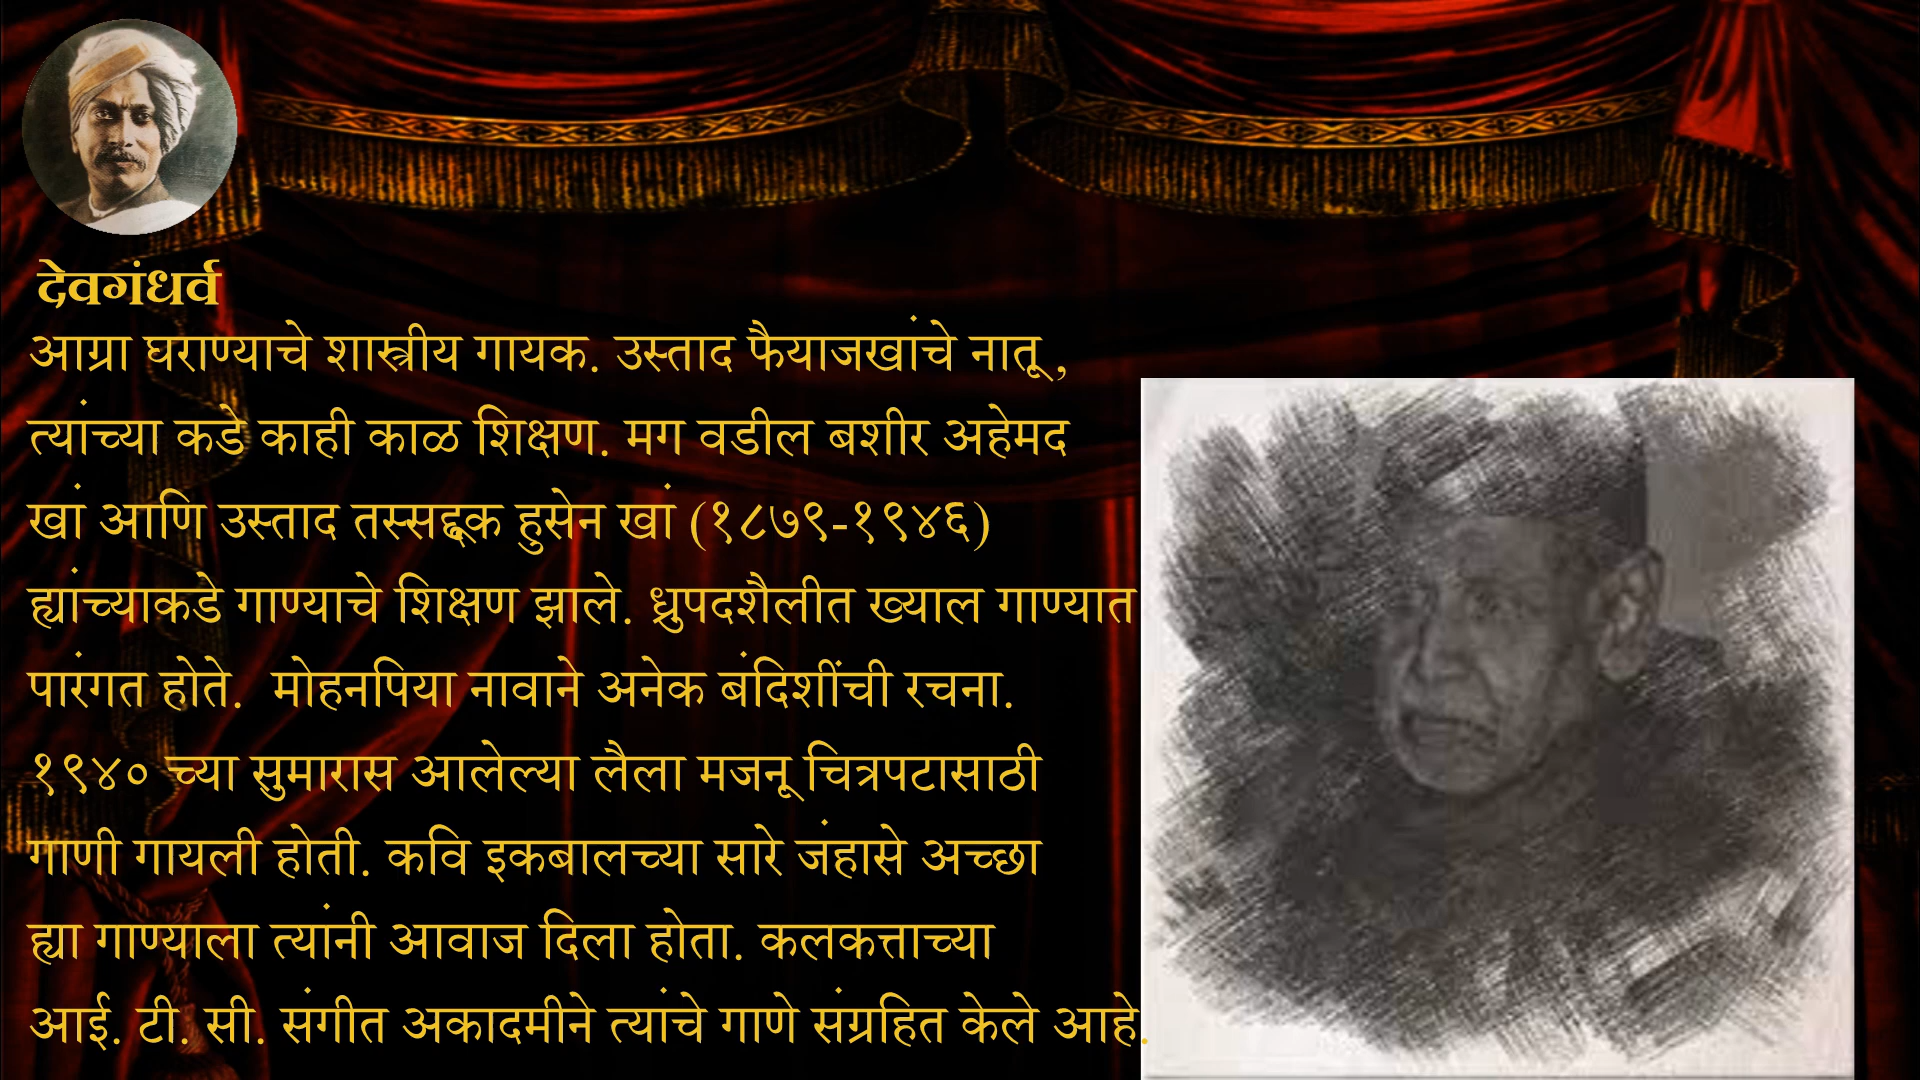 देवगंधर्व
आग्रा घराण्याचे शास्त्रीय गायक. उस्ताद फैयाजखांचे नातू ,
त्यांच्या कडे काही काळ शिक्षण. मग वडील बशीर अहेमद
खां आणि उस्ताद तस्सद्दूक हुसेन खां (१८७९-१९४६)
ह्यांच्याकडे गाण्याचे शिक्षण झाले. ध्रुपदशैलीत ख्याल गाण्यात
पारंगत होते. मोहनपिया नावाने अनेक बंदिशींची रचना.
१९४० च्या सुमारास आलेल्या लैला मजनू चित्रपटासाठी
गाणी गायली होती. कवि इकबालच्या सारे जंहासे अच्छा
ह्या गाण्याला त्यांनी आवाज दिला होता. कलकत्ताच्या
आई. टी. सी. संगीत अकादमीने त्यांचे गाणे संग्रहित केले आहे.